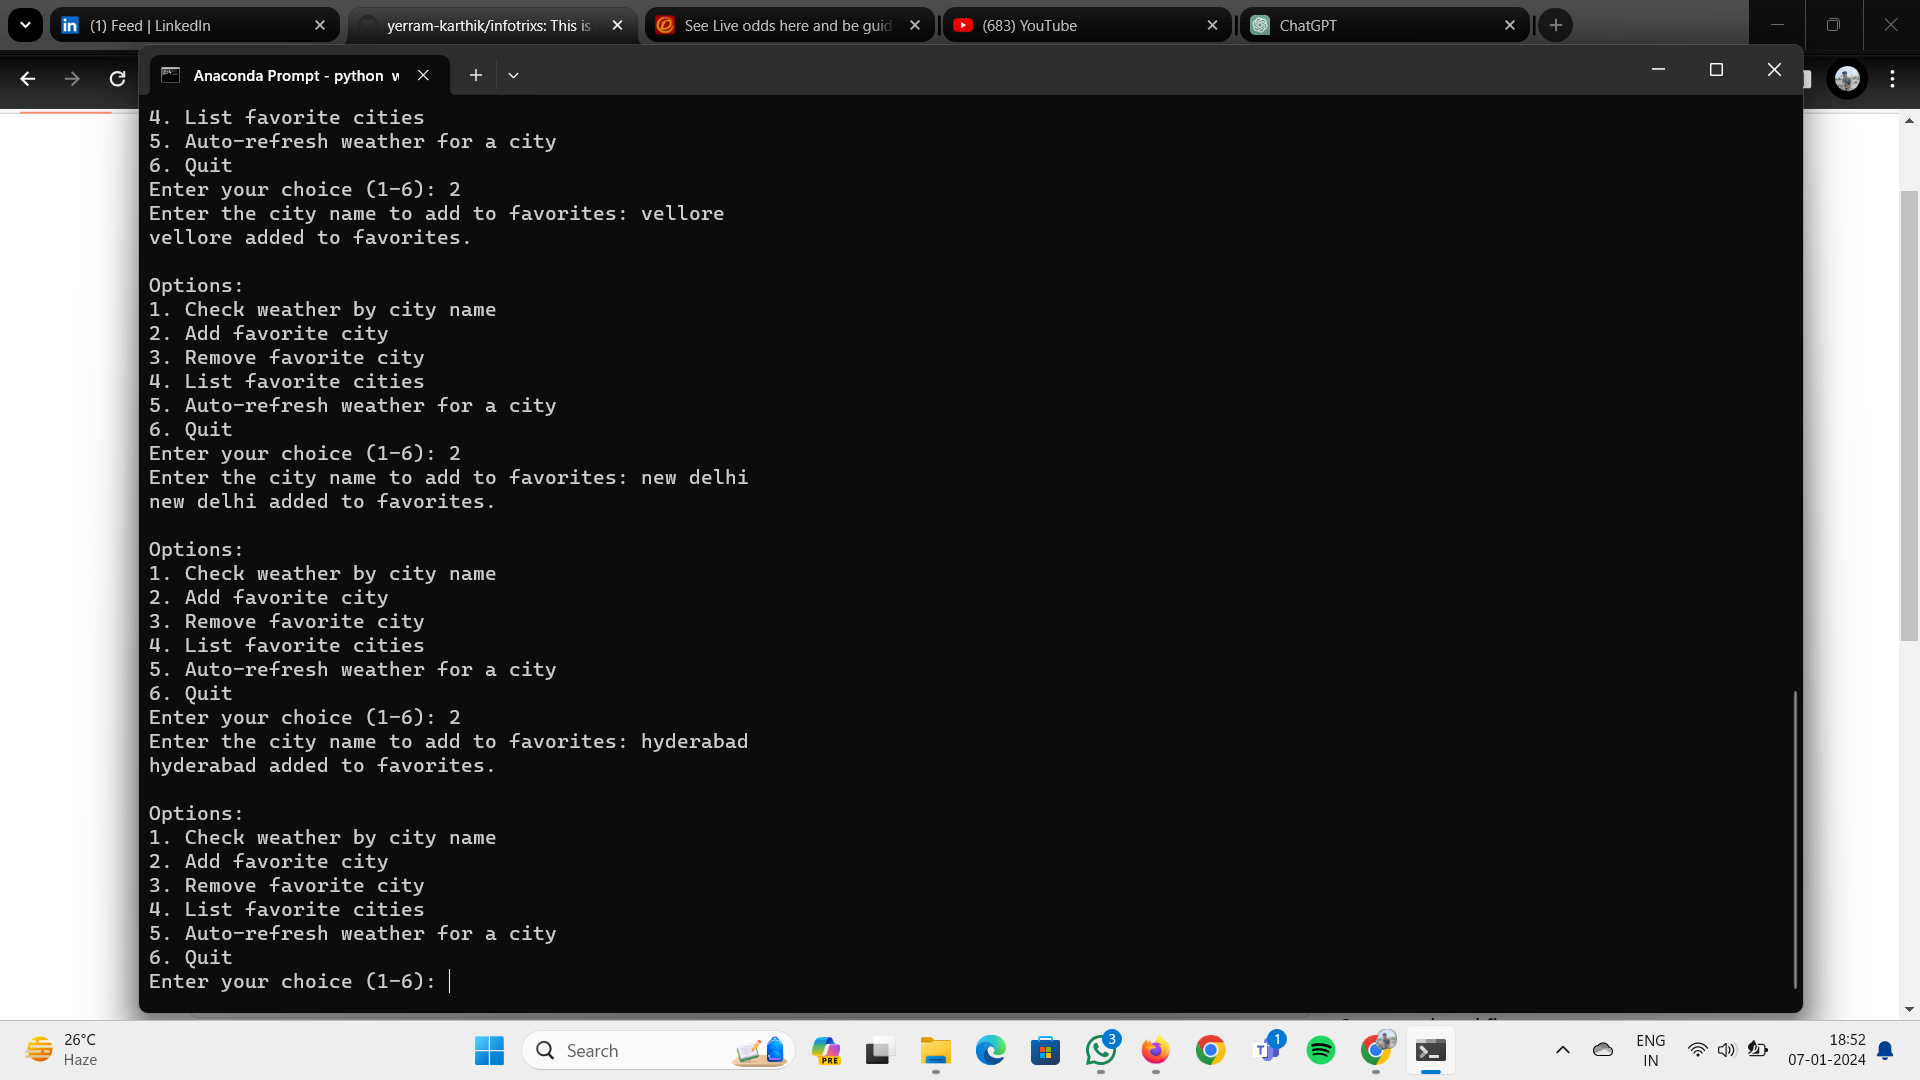 (1) Feed | LinkedIn
yerram-karthik/infotrixs: This is
See Live odds here and be guid
(683) YouTube
ChatGPT
Anaconda Prompt - python
4. List favorite cities
5. Auto-refresh weather for a city
6. Quit
Enter your choice (1-6): 2
Enter the city name to add to favorites: vellore
vellore added to favorites.
Options:
1. Check weather by city name
2. Add favorite city
3. Remove favorite city
4. List favorite cities
5. Auto-refresh weather for a city
6. Quit
Enter your choice (1-6): 2
Enter the city name to add to favorites: new delhi
new delhi added to favorites.
Options:
1. Check weather by city name
2. Add favorite city
3. Remove favorite city
4. List favorite cities
5. Auto-refresh weather for a city
6. Quit
Enter your choice (1-6): 2
Enter the city name to add to favorites: hyderabad
hyderabad added to favorites.
Options:
1. Check weather by city name
2. Add favorite city
3. Remove favorite city
4. List favorite cities
5. Auto-refresh weather for a city
6. Quit
Enter your choice (1-6):
26°C
Haze
Search
PRE
3
1
ENG
IN
18:52
07-01-2024